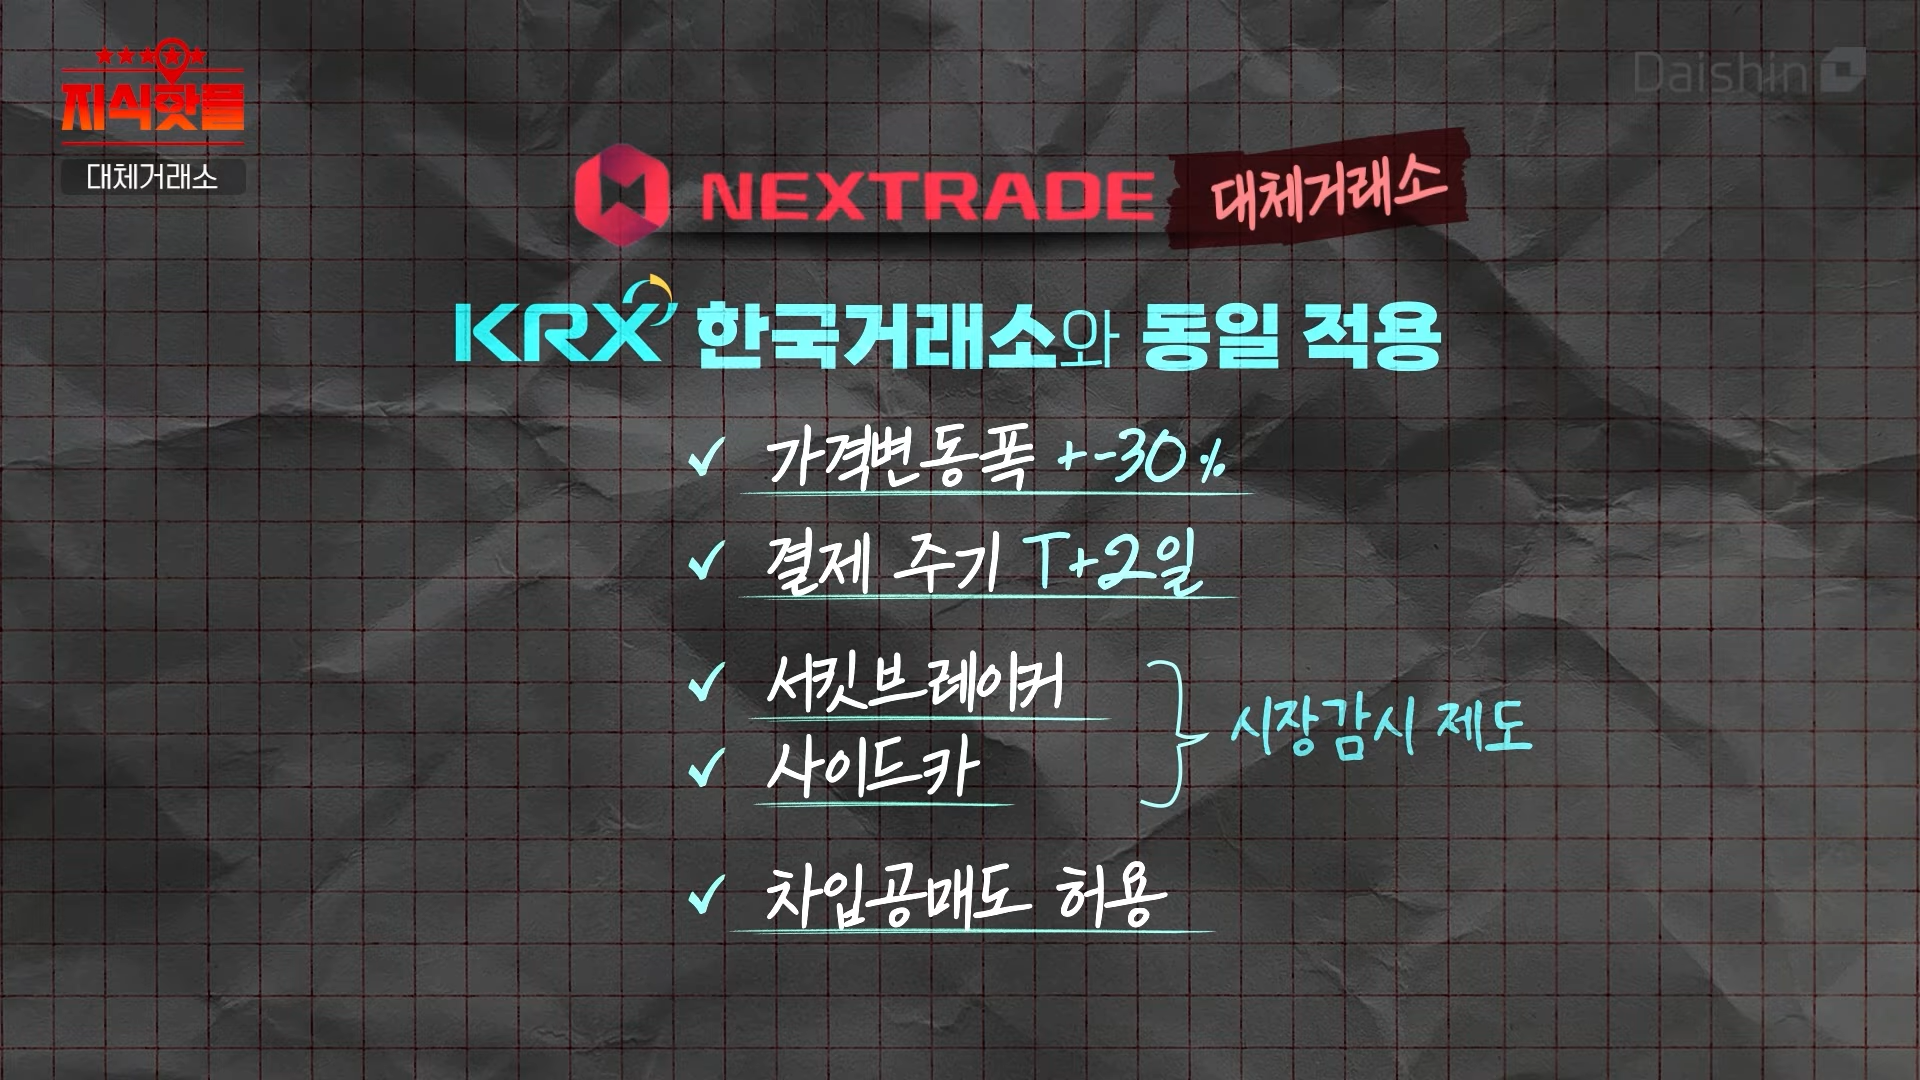 지식핫플
대체거래소
Daishin
NEXTRADE 대체거래소
KRX 한국거래소와 동일 적용
✓ 가격변동폭 +-30%
✓ 결제 주기 T+2일
✓ 서킷브레이커
✓ 사이드카
시장감시 제도
✓ 차입공매도 허용